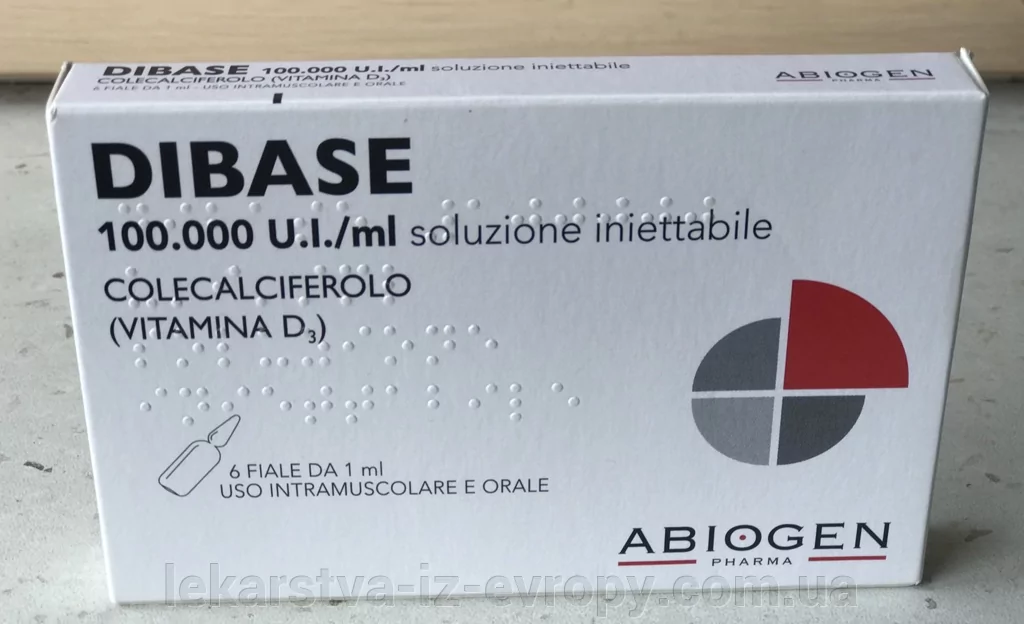 DIBASE 100.000 U.I./ml soluzione iniettabile
COLECALCIFEROLO (VITAMINA D₃)
6 FIALE DA 1 ml - USO INTRAMUSCOLARE E ORALE
ABIOGEN
PHARMA
DIBASE
100.000 U.I./ml soluzione iniettabile
COLECALCIFEROLO
(VITAMINA D₃)
6 FIALE DA 1 ml
USO INTRAMUSCOLARE E ORALE
ABIOGEN
PHARMA
lekarstva-iz-evropy.com.ua